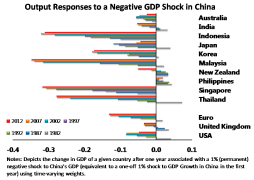 Output Responses to a Negative GDP Shock in China
Australia
India
Indonesia
Japan
Korea
Malaysia
New Zealand
Philippines
Singapore
Thailand
Euro
United Kingdom
USA
2012 2007 2002 1997
1992 1987 1982
-0.4 -0.3 -0.2 -0.1 0.0 0.1
Notes: Depicts the change in GDP of a given country after one year associated with a 1% (permanent)
negative shock to China's GDP (equivalent to a one-off 1% shock to GDP Growth in China in the first
year) using time-varying weights.